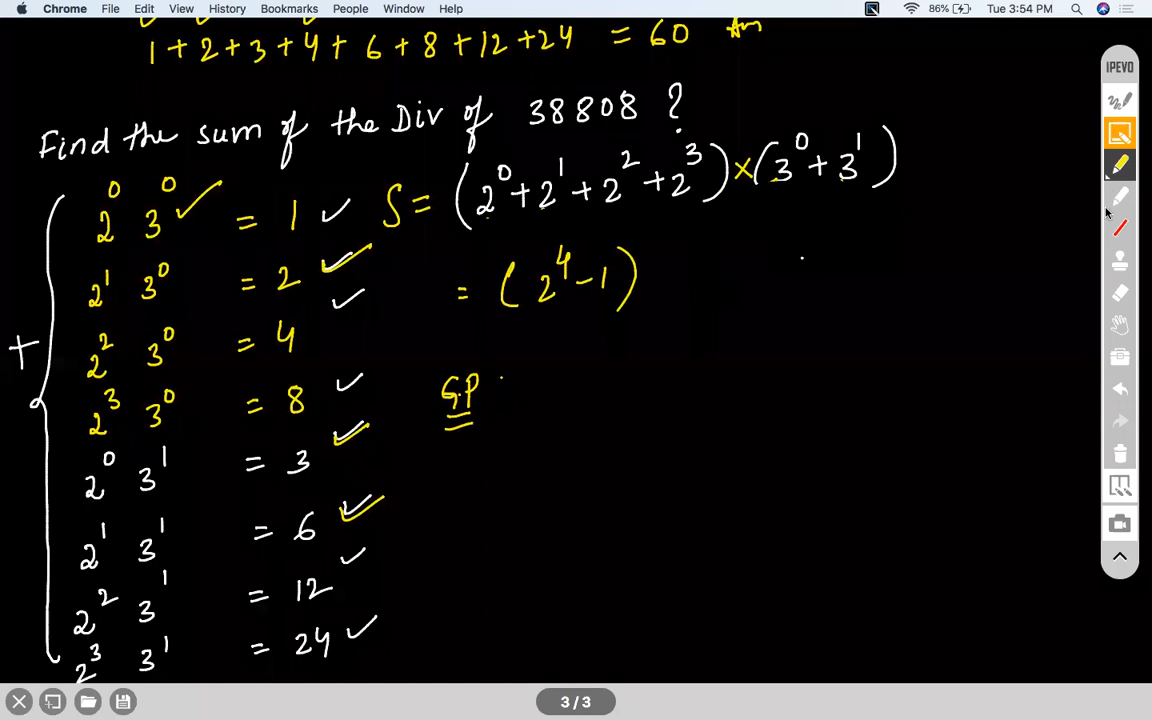 Chrome File Edit View History Bookmarks People Window Help 86% Tue 3:54 PM
1 + 2 + 3 + 4 + 6 + 8 + 12 + 24 = 60 Ans
IPEVO
Find the sum of the Div of 38808 ?
2⁰ 3⁰ = 1 S = (2⁰ + 2¹ + 2² + 2³) × (3⁰ + 3¹)
2¹ 3⁰ = 2 = (2⁴ - 1)
2² 3⁰ = 4
+
2³ 3⁰ = 8 G.P
2⁰ 3¹ = 3
2¹ 3¹ = 6
2² 3¹ = 12
2³ 3¹ = 24
3/3